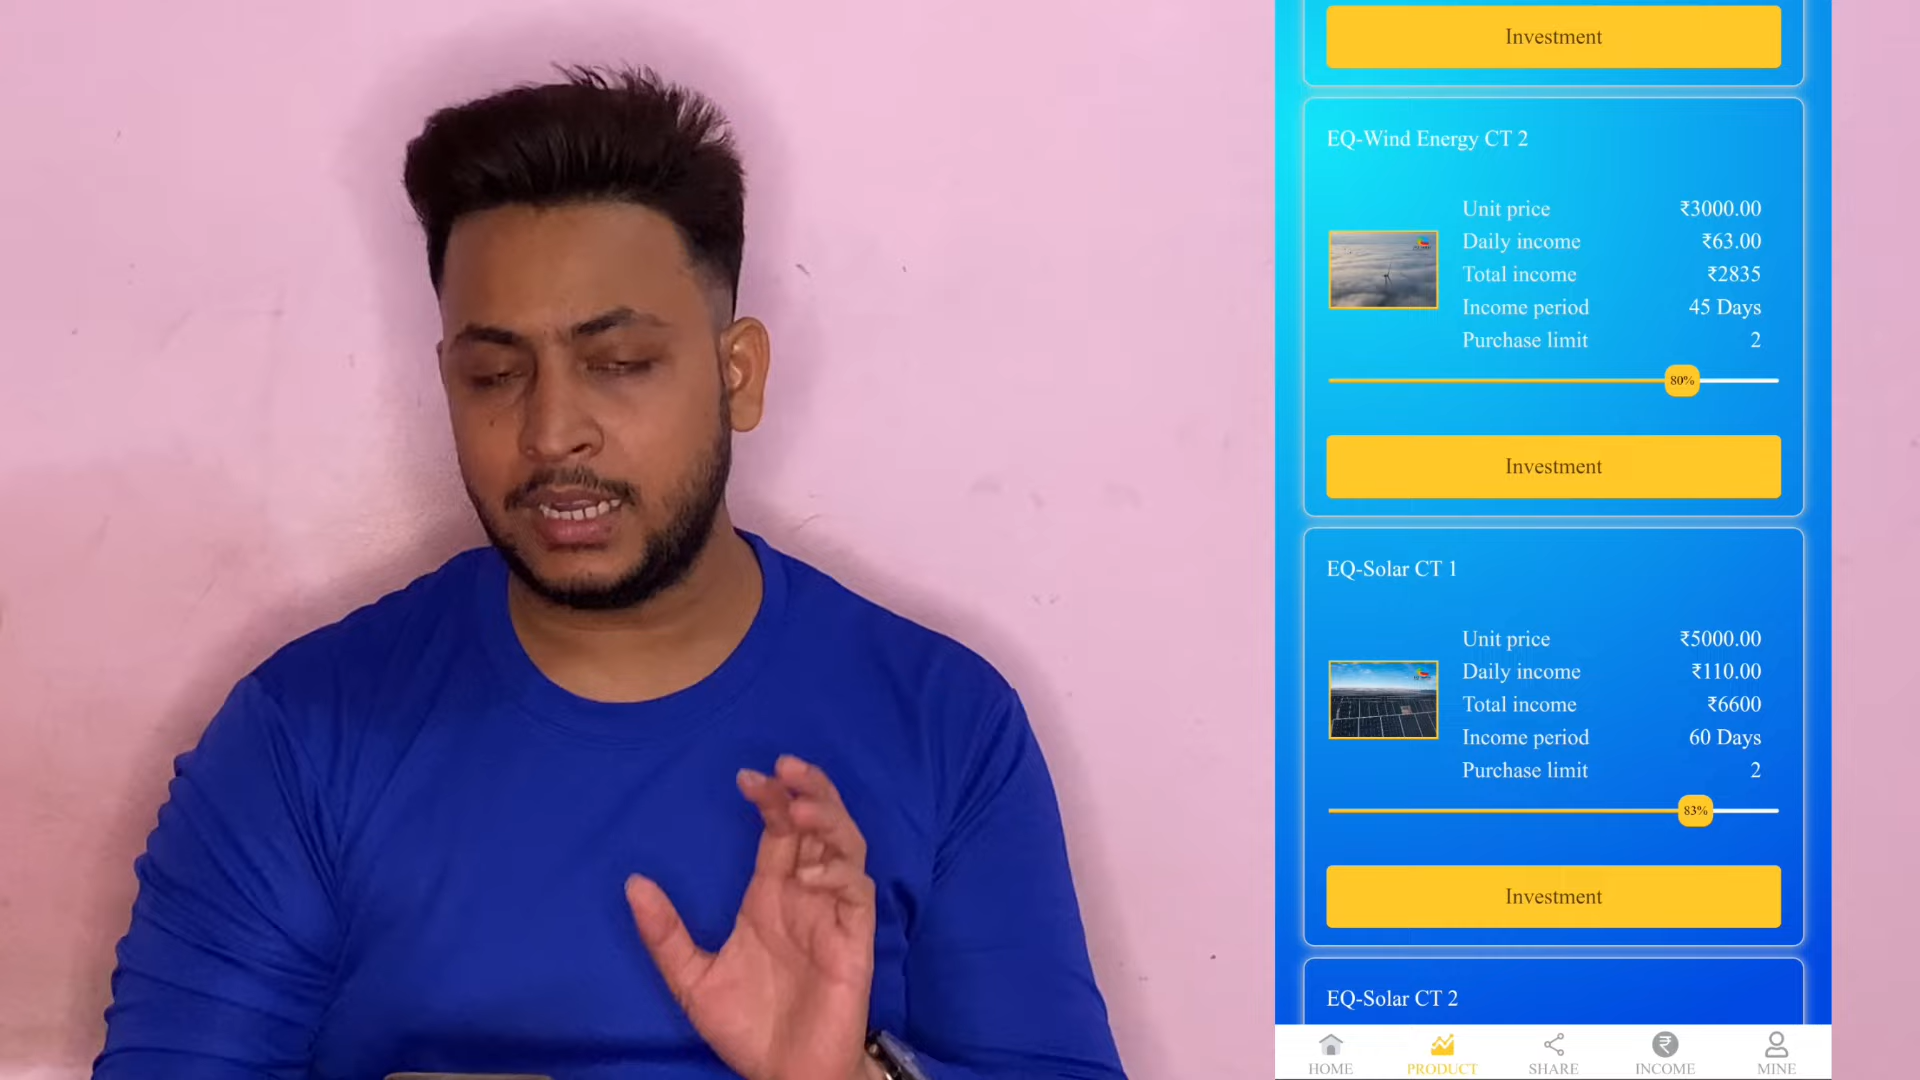 Investment
EQ-Wind Energy CT 2
Unit price ₹3000.00
Daily income ₹63.00
Total income ₹2835
Income period 45 Days
Purchase limit 2
80%
Investment
EQ-Solar CT 1
Unit price ₹5000.00
Daily income ₹110.00
Total income ₹6600
Income period 60 Days
Purchase limit 2
83%
Investment
EQ-Solar CT 2
HOME PRODUCT SHARE INCOME MINE